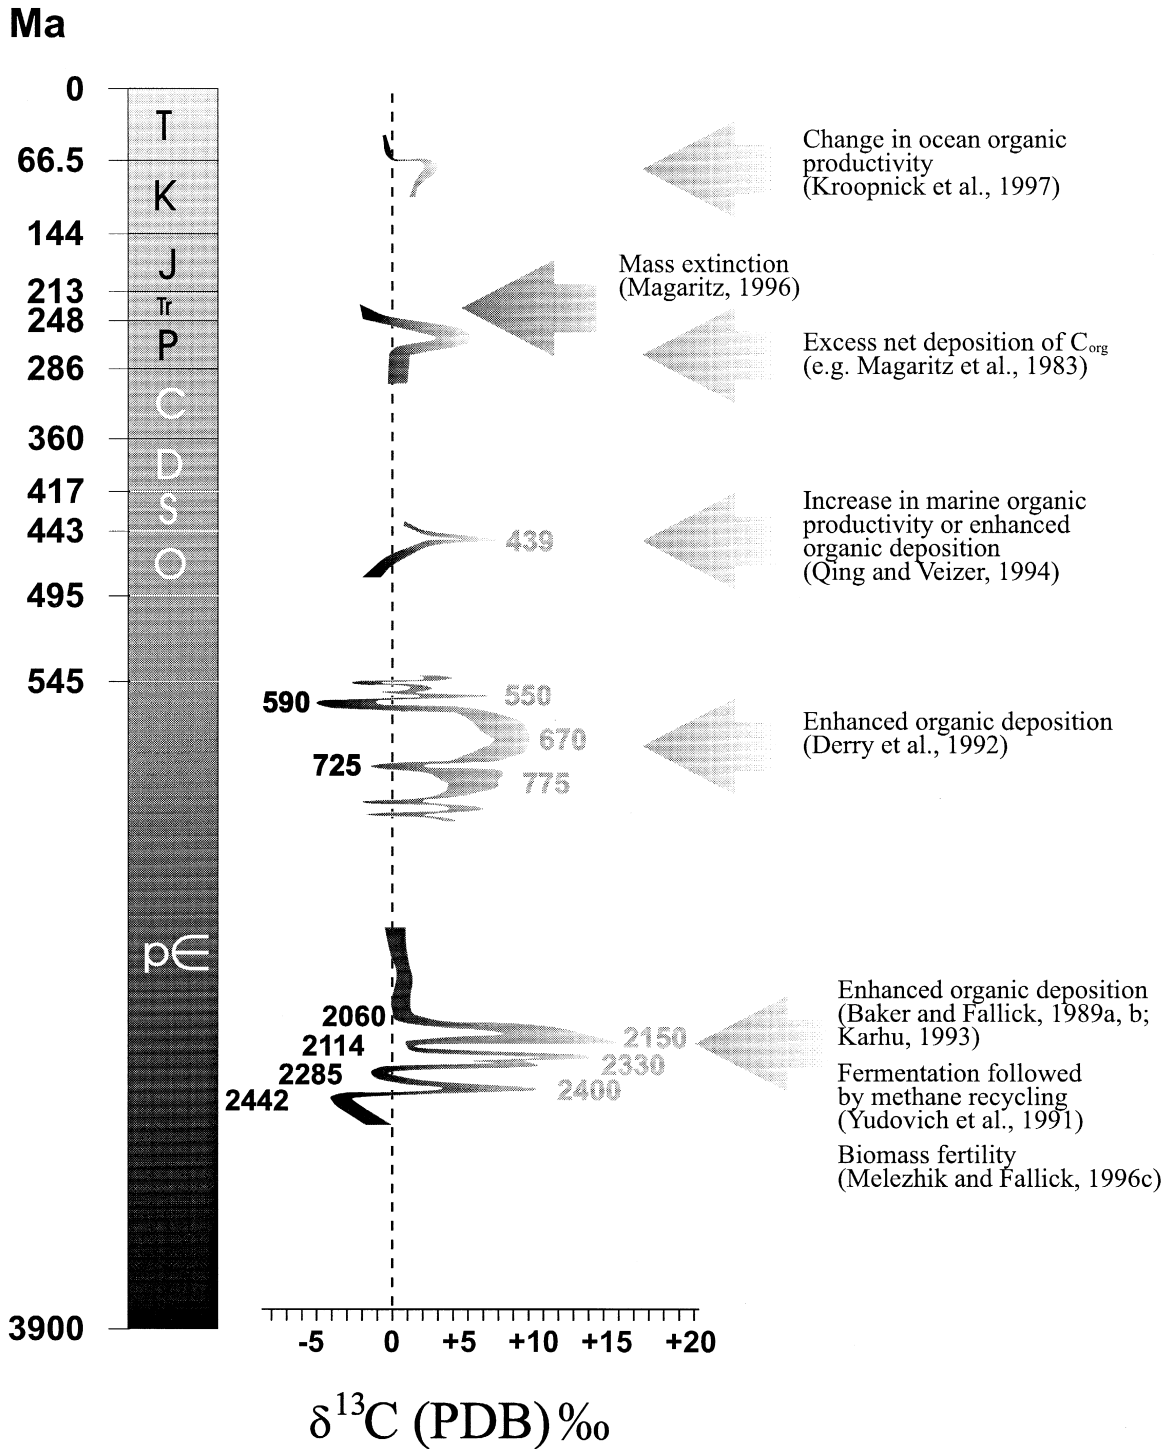 Ma
0
T
66.5
K
144
J
213
Tr
248
P
286
C
360
D
417
S
443
O
495
545
p∈
3900
Change in ocean organic
productivity
(Kroopnick et al., 1997)
Mass extinction
(Magaritz, 1996)
Excess net deposition of Corg
(e.g. Magaritz et al., 1983)
439
Increase in marine organic
productivity or enhanced
organic deposition
(Qing and Veizer, 1994)
590
550
670
725
775
Enhanced organic deposition
(Derry et al., 1992)
2060
2150
2114
2330
2285
2400
2442
Enhanced organic deposition
(Baker and Fallick, 1989a, b;
Karhu, 1993)
Fermentation followed
by methane recycling
(Yudovich et al., 1991)
Biomass fertility
(Melezhik and Fallick, 1996c)
-5 0 +5 +10 +15 +20
δ13C (PDB) ‰